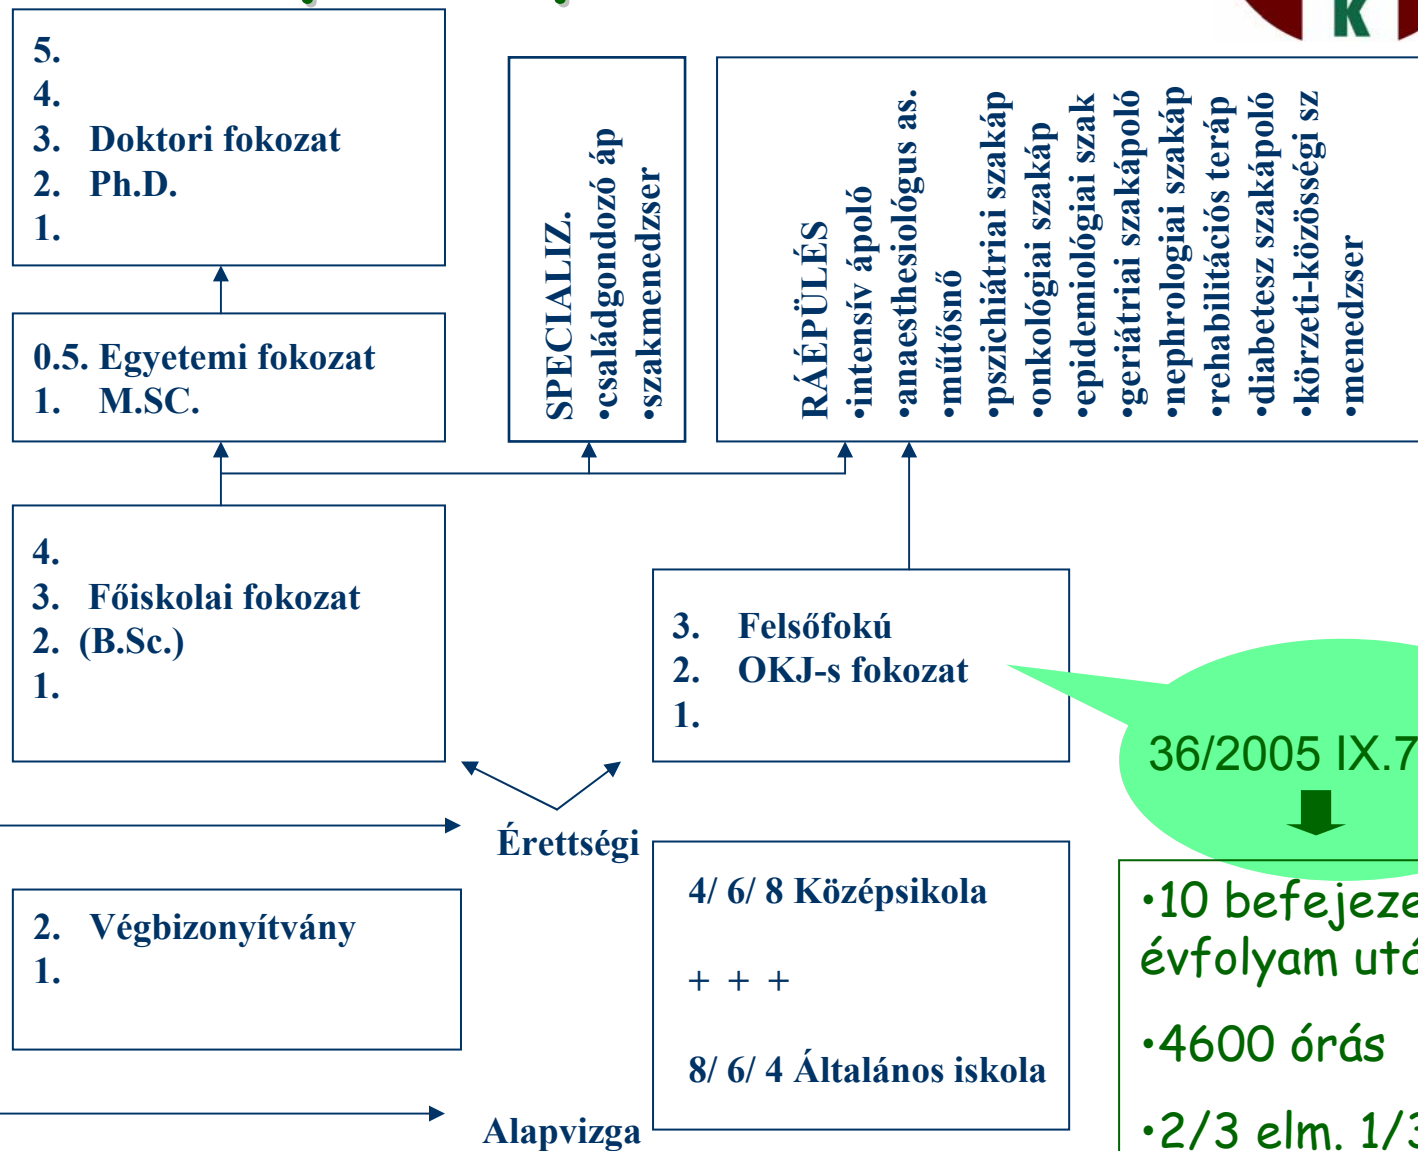 K
5.
4.
3. Doktori fokozat
2. Ph.D.
1.
0.5. Egyetemi fokozat
1. M.SC.
SPECIALIZ.
•családgondozó áp
•szakmenedzser
RÁÉPÜLÉS
•intensív ápoló
•anaesthesiológus as.
•műtősnő
•pszichiátriai szakáp
•onkológiai szakáp
•epidemiológiai szak
•geriátriai szakápoló
•nephrologiai szakáp
•rehabilitációs teráp
•diabetesz szakápoló
•körzeti-közösségi sz
•menedzser
4.
3. Főiskolai fokozat
2. (B.Sc.)
1.
3. Felsőfokú
2. OKJ-s fokozat
1.
36/2005 IX.7
Érettségi
2. Végbizonyítvány
1.
4/ 6/ 8 Középsikola
+ + +
8/ 6/ 4 Általános iskola
Alapvizga
•10 befejeze
évfolyam utá
•4600 órás
•2/3 elm. 1/3